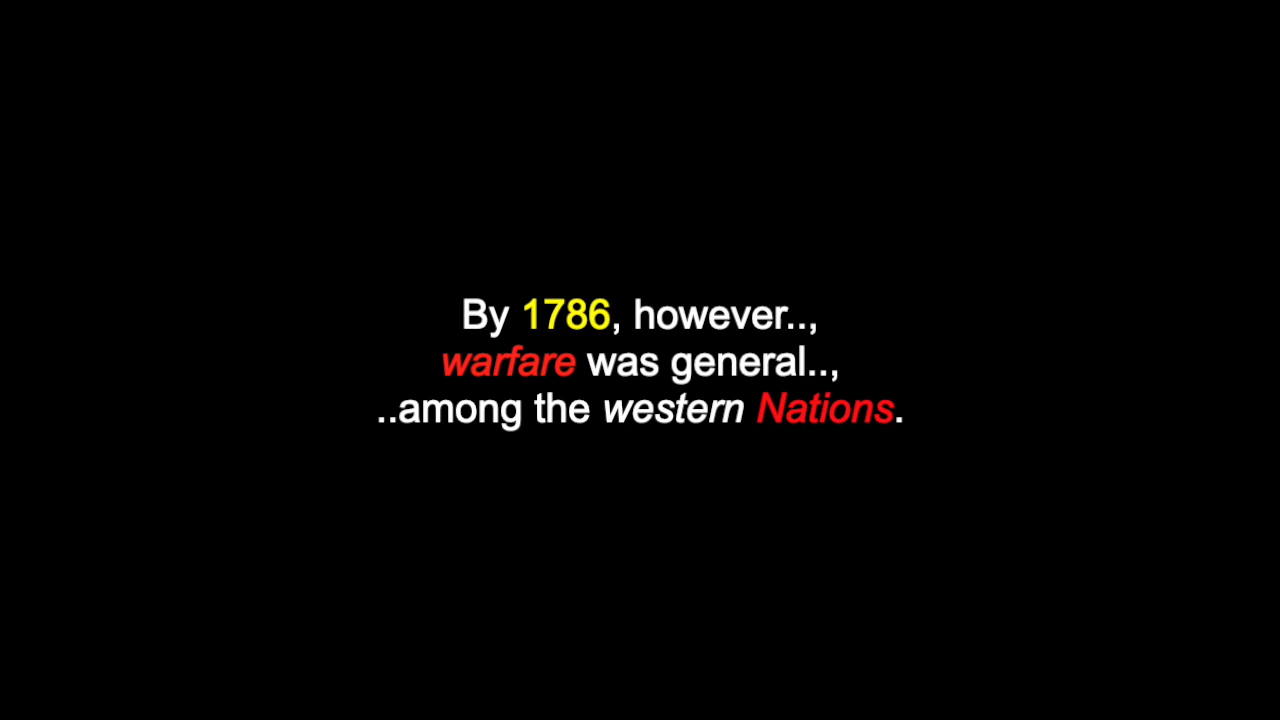 By 1786, however..,
warfare was general..,
..among the western Nations.